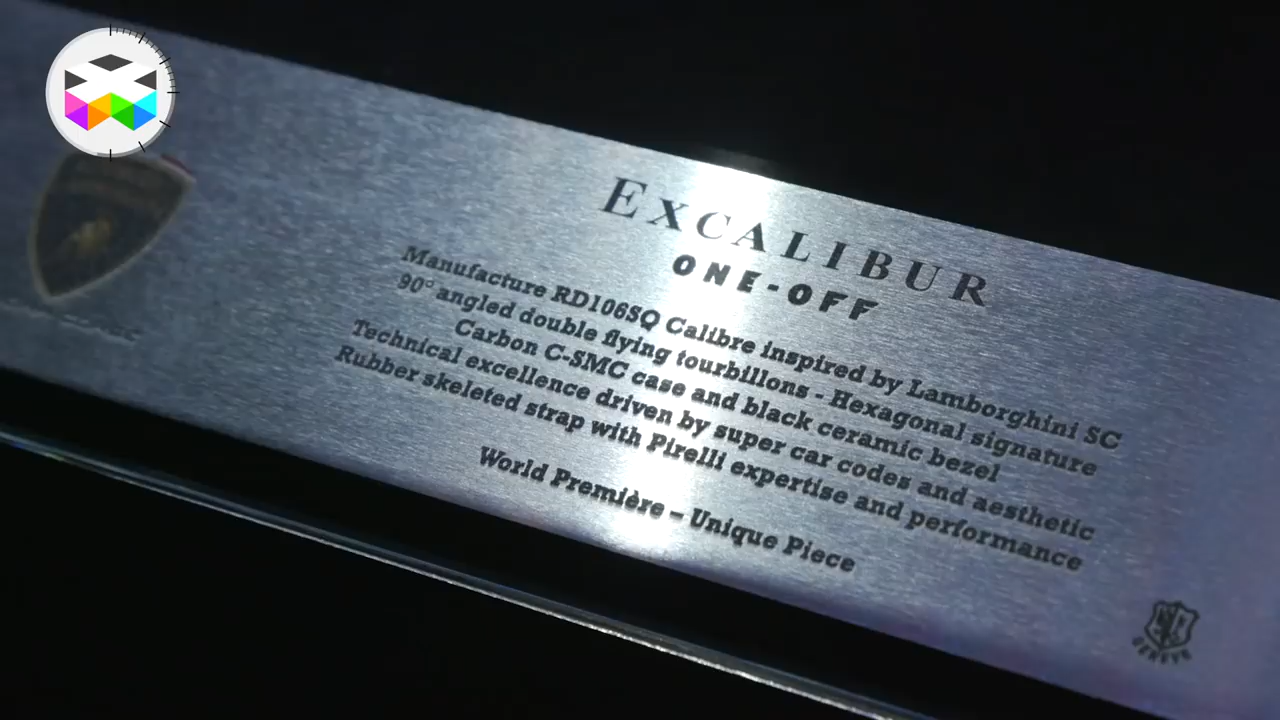 EXCALIBUR
ONE-OFF
Manufacture RD106SQ Calibre inspired by Lamborghini SC
90° angled double flying tourbillons - Hexagonal signature
Carbon C-SMC case and black ceramic bezel
Technical excellence driven by super car codes and aesthetic
Rubber skeleted strap with Pirelli expertise and performance
World Première – Unique Piece